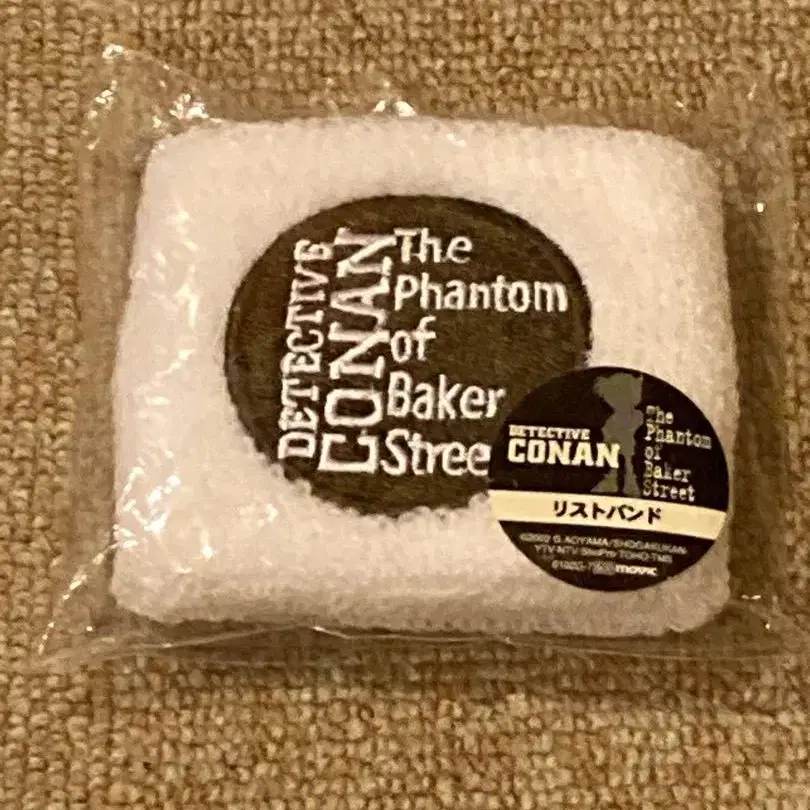 DETECTIVE
CONAN
The
Phantom
of
Baker
Stree
DETECTIVE
CONAN
The
Phantom
of
Baker
Street
リストバンド
©2002 G.AOYAMA/SHOGAKUKAN·
YTV·NTV·ShoPro·TOHO·TMS
movic